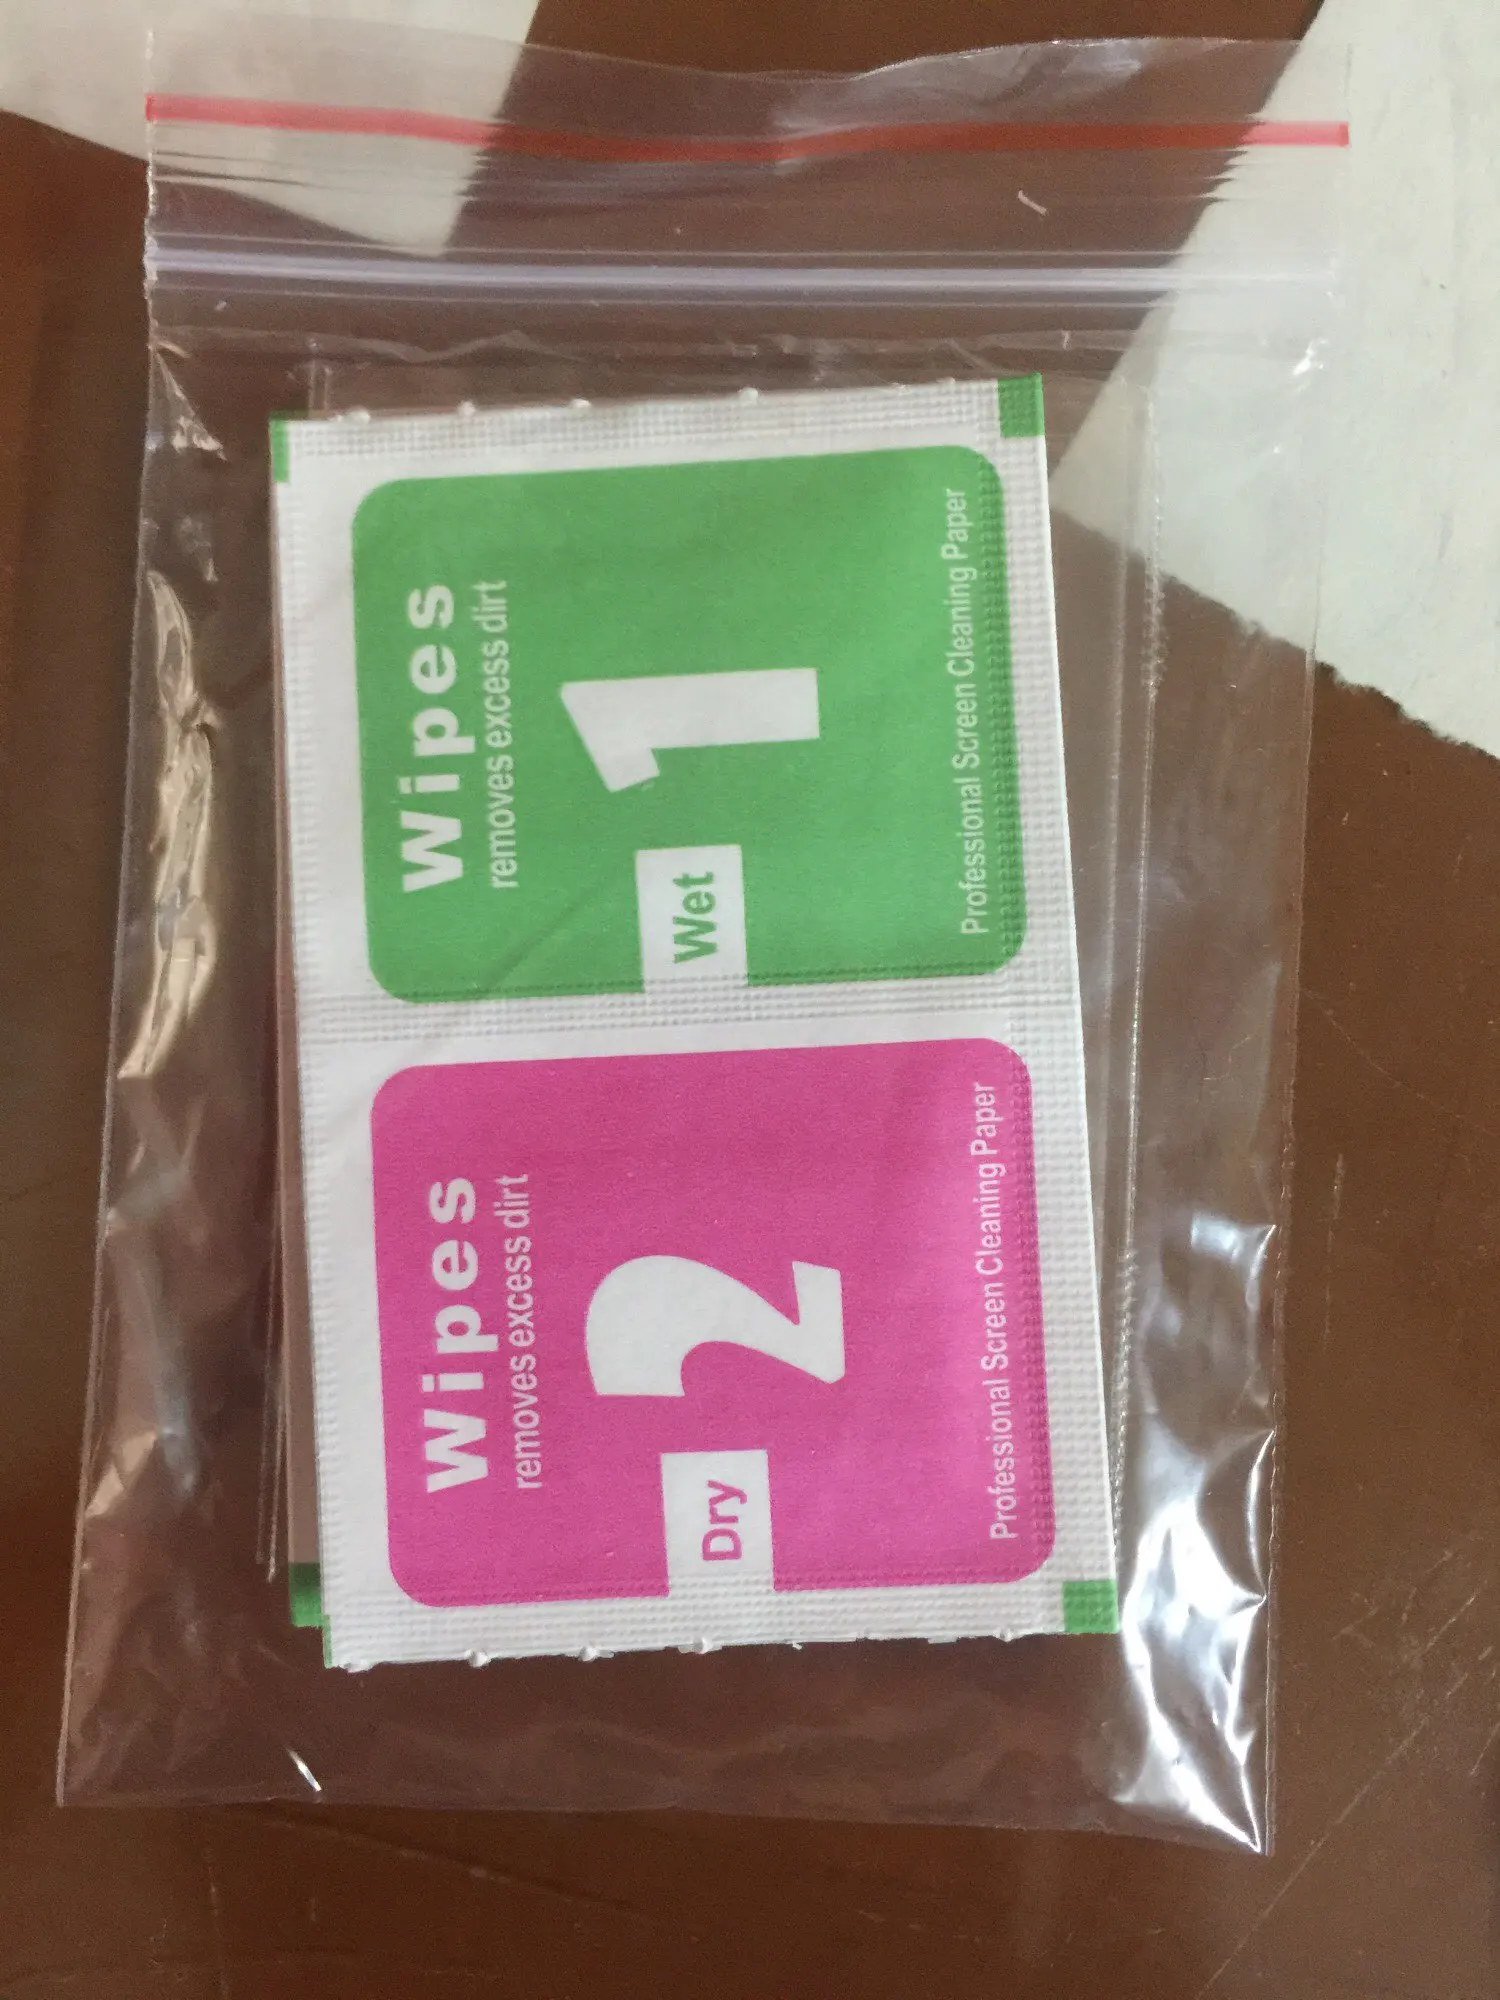 Wipes
removes excess dirt
1
Wet
Professional Screen Cleaning Paper
Wipes
removes excess dirt
2
Dry
Professional Screen Cleaning Paper